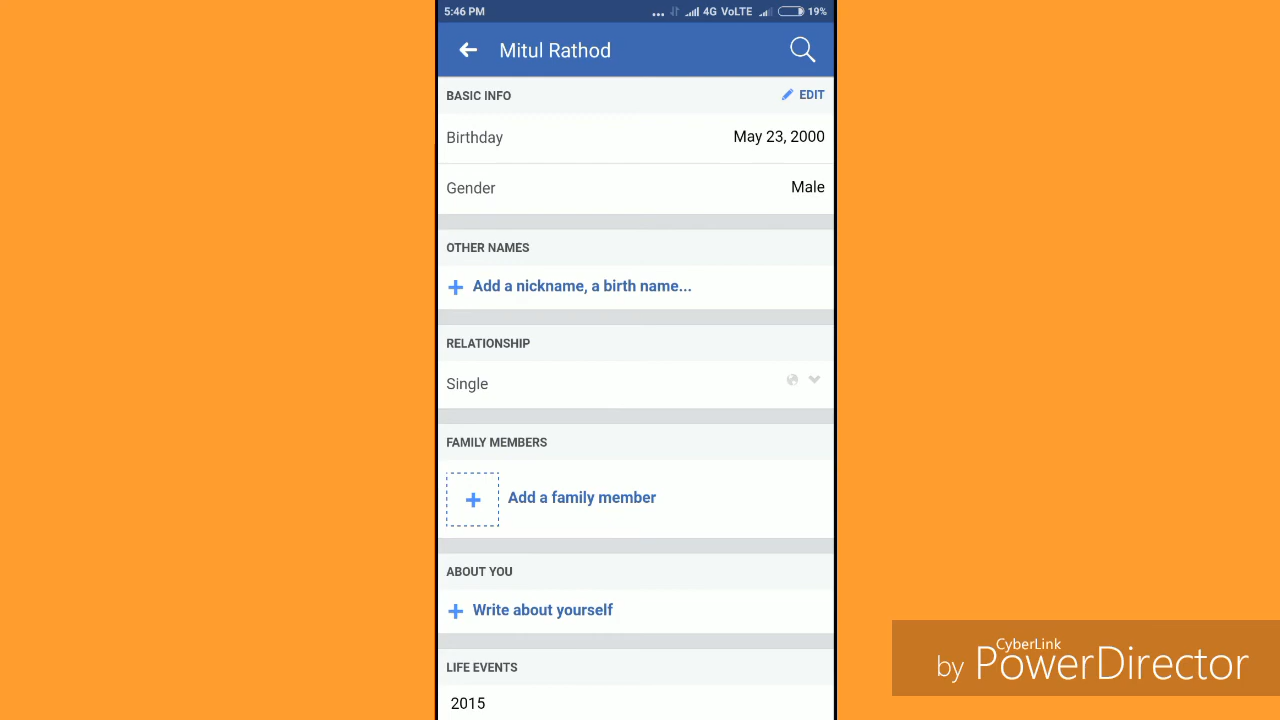 5:46 PM ... 4G VoLTE 19%
Mitul Rathod
BASIC INFO EDIT
Birthday May 23, 2000
Gender Male
OTHER NAMES
+ Add a nickname, a birth name...
RELATIONSHIP
Single
FAMILY MEMBERS
+ Add a family member
ABOUT YOU
+ Write about yourself
LIFE EVENTS
2015
CyberLink
by PowerDirector